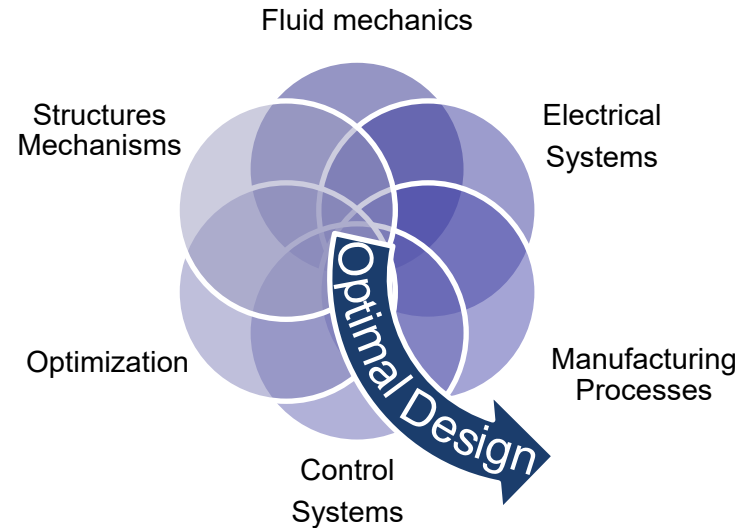 Fluid mechanics
Structures
Mechanisms
Electrical
Systems
Optimization
Manufacturing
Processes
Control
Systems
Optimal Design